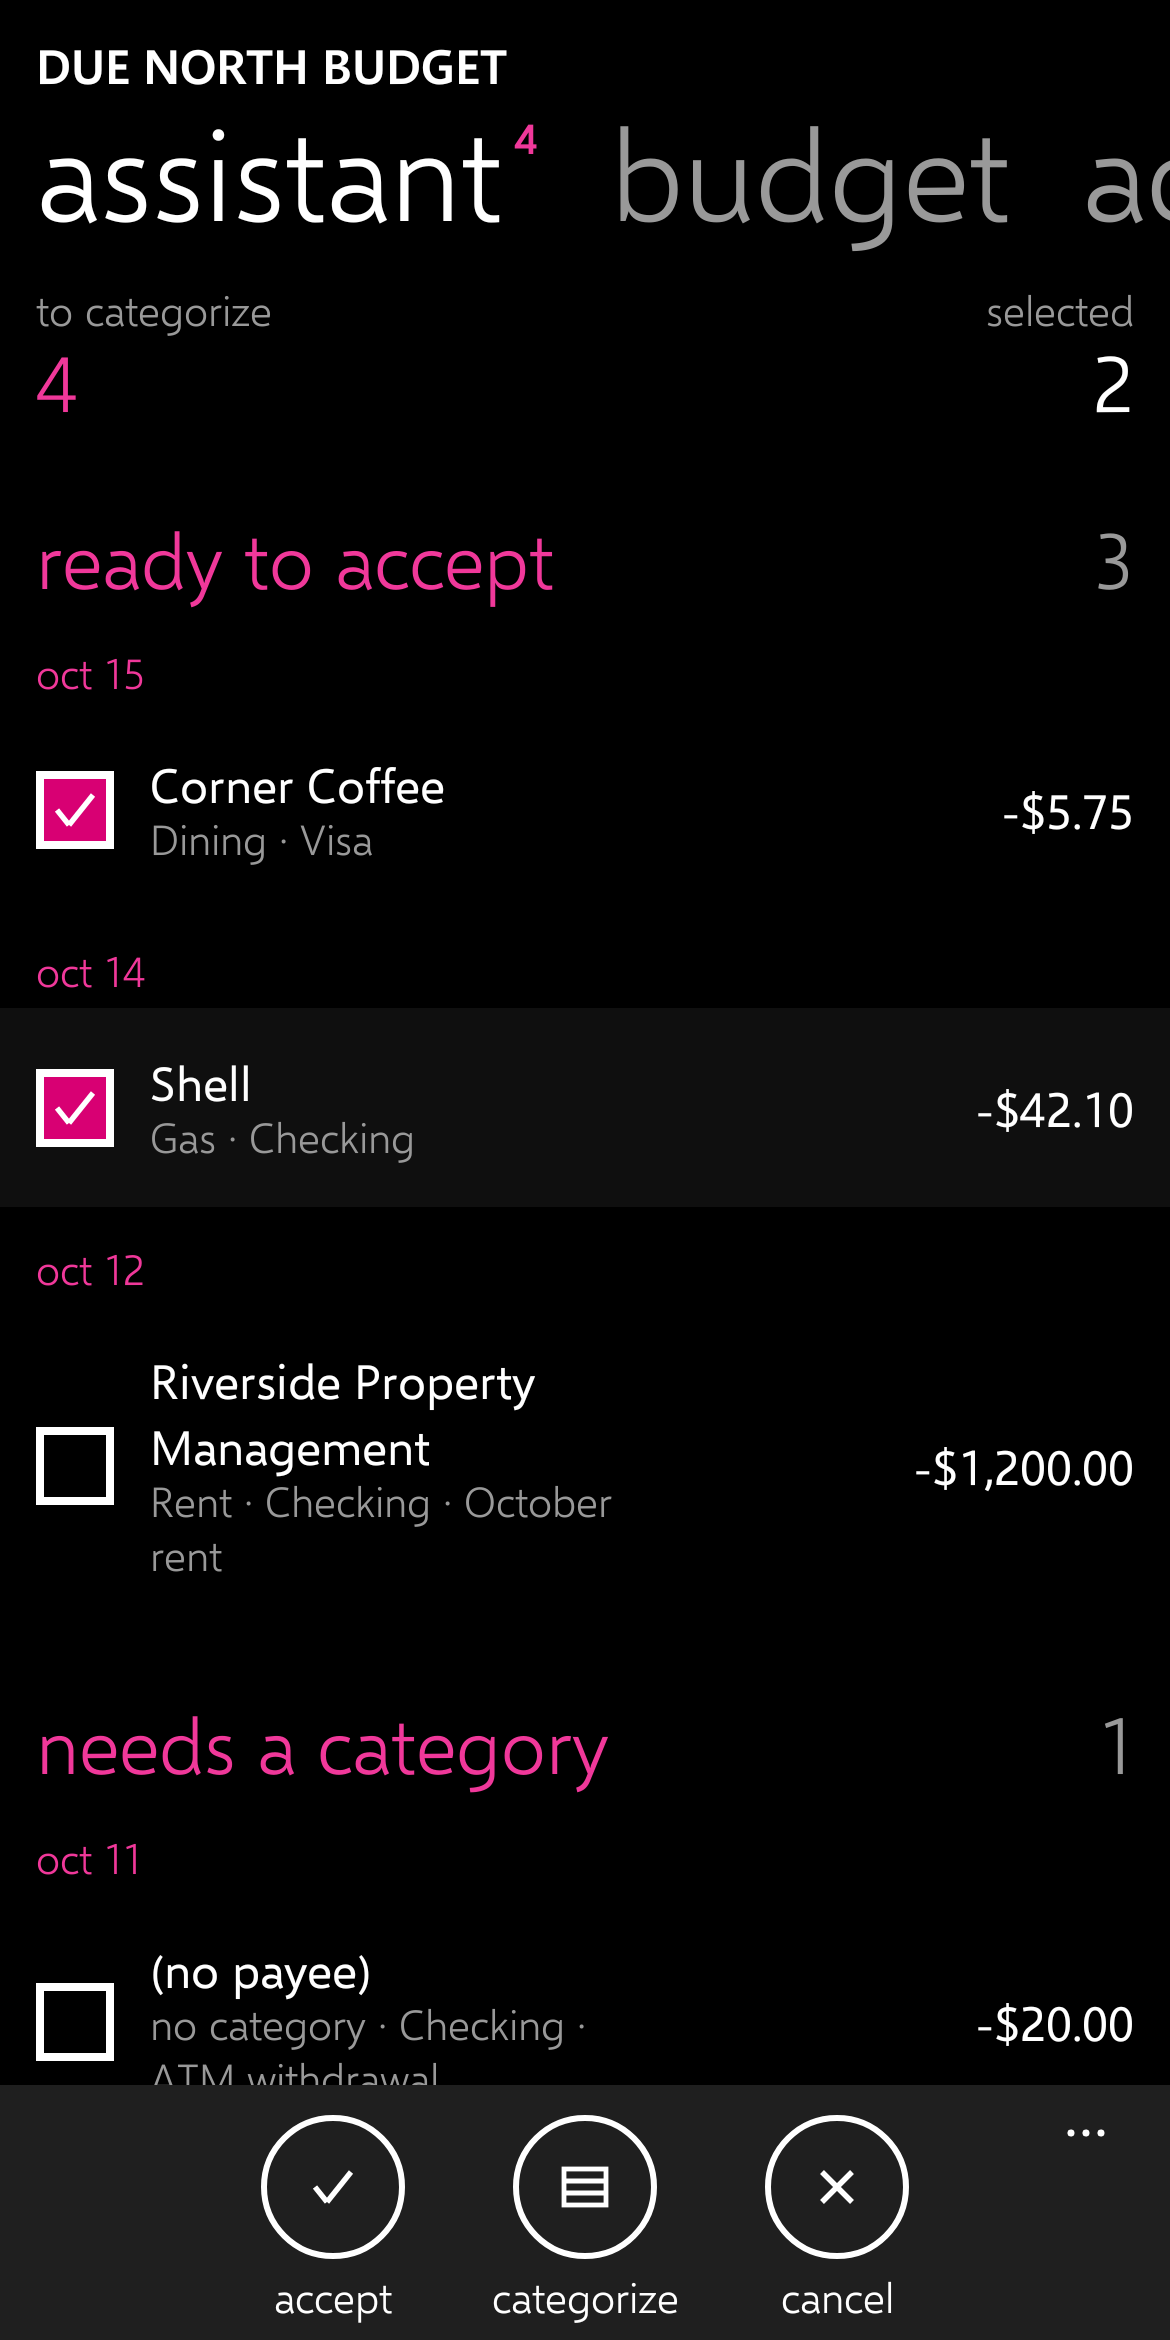 DUE NORTH BUDGET
assistant 4 budget ac
to categorize selected
4 2
ready to accept 3
oct 15
Corner Coffee
Dining · Visa
-$5.75
oct 14
Shell
Gas · Checking
-$42.10
oct 12
Riverside Property
Management
Rent · Checking · October
rent
-$1,200.00
needs a category 1
oct 11
(no payee)
no category · Checking ·
ATM withdrawal
-$20.00
accept categorize cancel